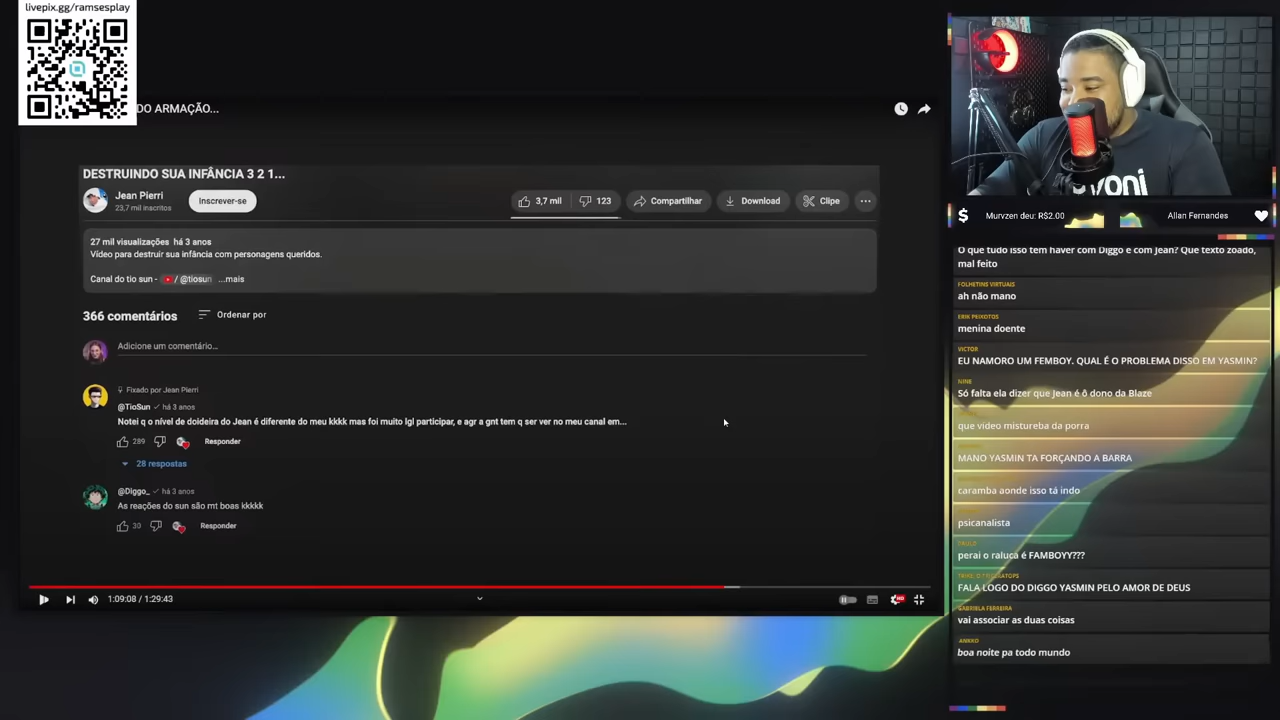 livepix.gg/ramsesplay
DO ARMAÇÃO...
DESTRUINDO SUA INFÂNCIA 3 2 1...
Jean Pierri
23,7 mil inscritos
Inscrever-se
3,7 mil
123
Compartilhar
Download
Clipe
27 mil visualizações há 3 anos
Vídeo para destruir sua infância com personagens queridos.
Canal do tio sun - / @tiosun ...mais
366 comentários
Ordenar por
Adicione um comentário...
Fixado por Jean Pierri
@TioSun há 3 anos
Notei q o nível de doideira do Jean é diferente do meu kkkk mas foi muito lgl participar, e agr a gnt tem q ser ver no meu canal em...
289
Responder
28 respostas
@Diggo_ há 3 anos
As reações do sun são mt boas kkkkk
30
Responder
1:09:08 / 1:29:43
HD
Murvzen deu: R$2.00
Allan Fernandes
O que tudo isso tem haver com Diggo e com Jean? Que texto zoado,
mal feito
FOLHETINS VIRTUAIS
ah não mano
ERIK PEIXOTOS
menina doente
VICTOR
EU NAMORO UM FEMBOY. QUAL É O PROBLEMA DISSO EM YASMIN?
Só falta ela dizer que Jean é ô dono da Blaze
que video mistureba da porra
MANO YASMIN TA FORÇANDO A BARRA
caramba aonde isso tá indo
psicanalista
perai o raluca é FAMBOYY???
FALA LOGO DO DIGGO YASMIN PELO AMOR DE DEUS
GABRIELA FERREIRA
vai associar as duas coisas
boa noite pa todo mundo